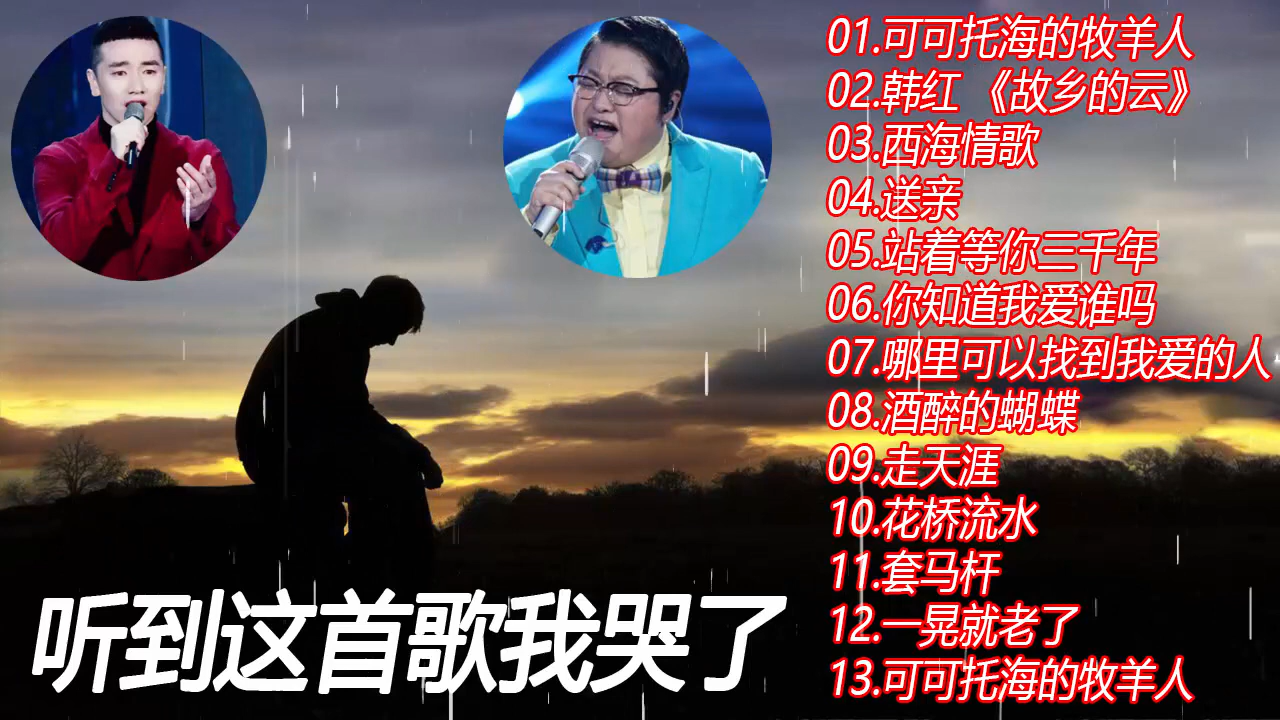 01.可可托海的牧羊人
02.韩红 《故乡的云》
03.西海情歌
04.送亲
05.站着等你三千年
06.你知道我爱谁吗
07.哪里可以找到我爱的人
08.酒醉的蝴蝶
09.走天涯
10.花桥流水
11.套马杆
12.一晃就老了
13.可可托海的牧羊人
听到这首歌我哭了